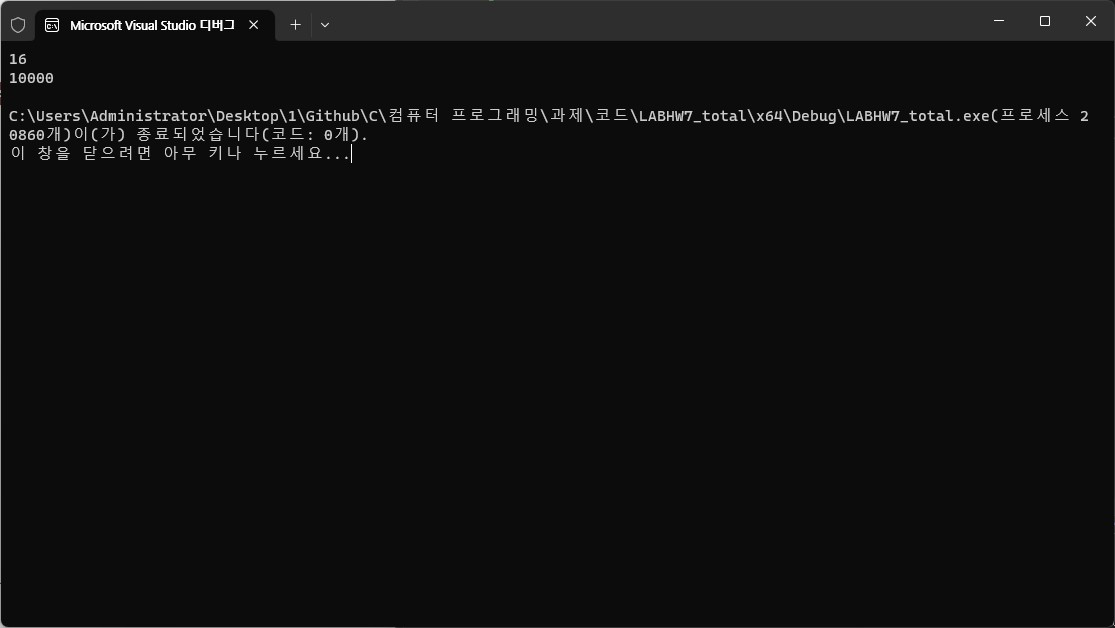 Microsoft Visual Studio 디버그
16
10000
C:\Users\Administrator\Desktop\1\Github\C\컴퓨터 프로그래밍\과제\코드\LABHW7_total\x64\Debug\LABHW7_total.exe(프로세스 2
0860개)이(가) 종료되었습니다(코드: 0개).
이 창을 닫으려면 아무 키나 누르세요...